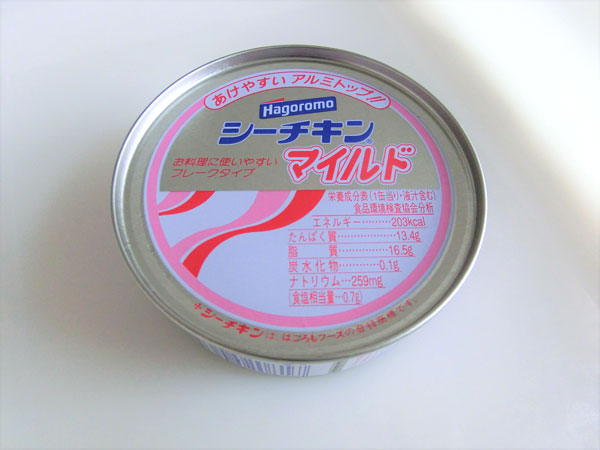 あけやすい アルミトップ!!
Hagoromo
シーチキン®
マイルド
お料理に使いやすい
フレークタイプ
栄養成分表(1缶当り・液汁含む)
食品環境検査協会分析
エネルギー………203kcal
たんぱく質………………13.4g
脂質………………16.5g
炭水化物…………0.1g
ナトリウム…259mg
(食塩相当量…0.7g)
＊シーチキンは、はごろもフーズの登録商標です。